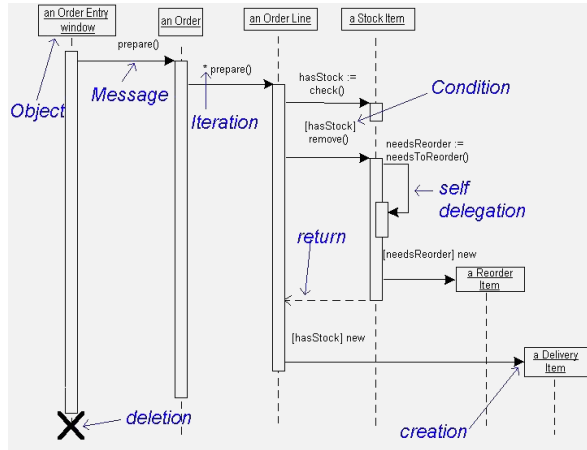 an Order Entry
window
an Order
an Order Line
a Stock Item
prepare()
* prepare()
hasStock :=
check()
Condition
Object
Message
Iteration
[hasStock]
remove()
needsReorder :=
needsToReorder()
self
delegation
return
[needsReorder] new
a Reorder
Item
[hasStock] new
a Delivery
Item
deletion
creation